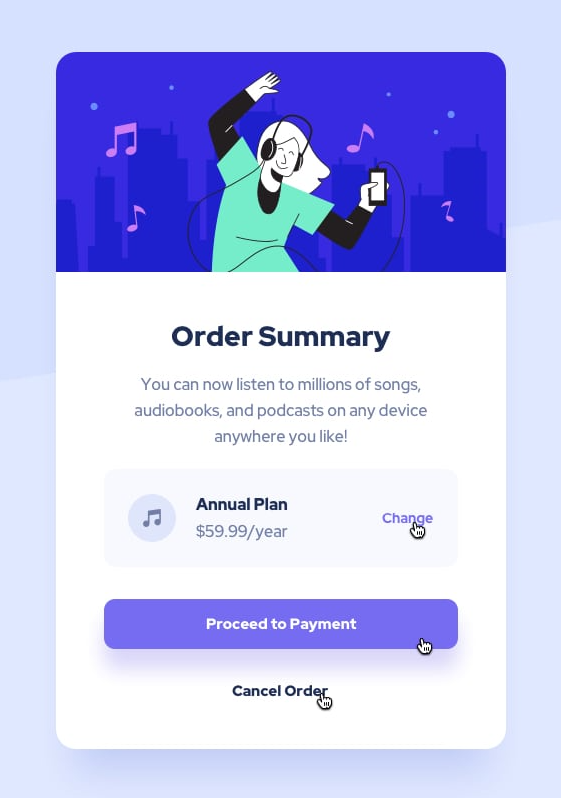 Order Summary
You can now listen to millions of songs,
audiobooks, and podcasts on any device
anywhere you like!
Annual Plan
$59.99/year
Change
Proceed to Payment
Cancel Order